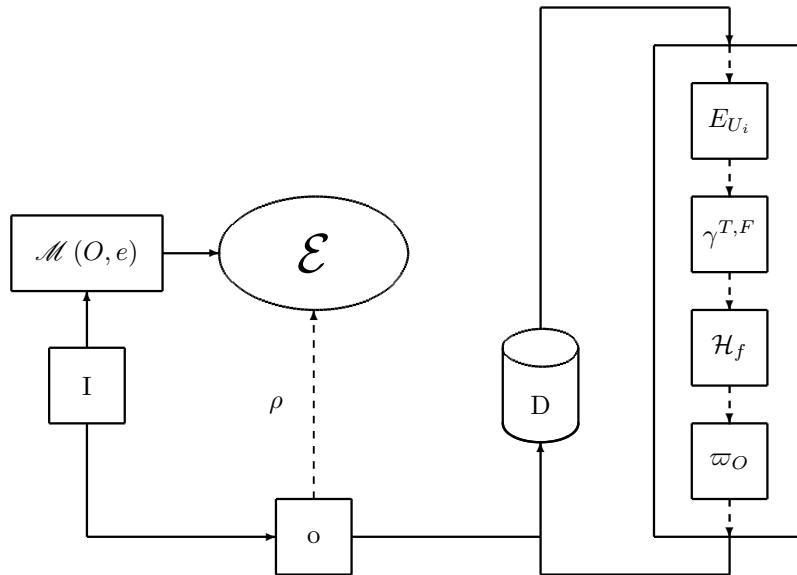 E_{U_i}
γ^{T,F}
ℳ (O, e)
ℰ
ℋ_f
I
D
ρ
ϖ_O
o